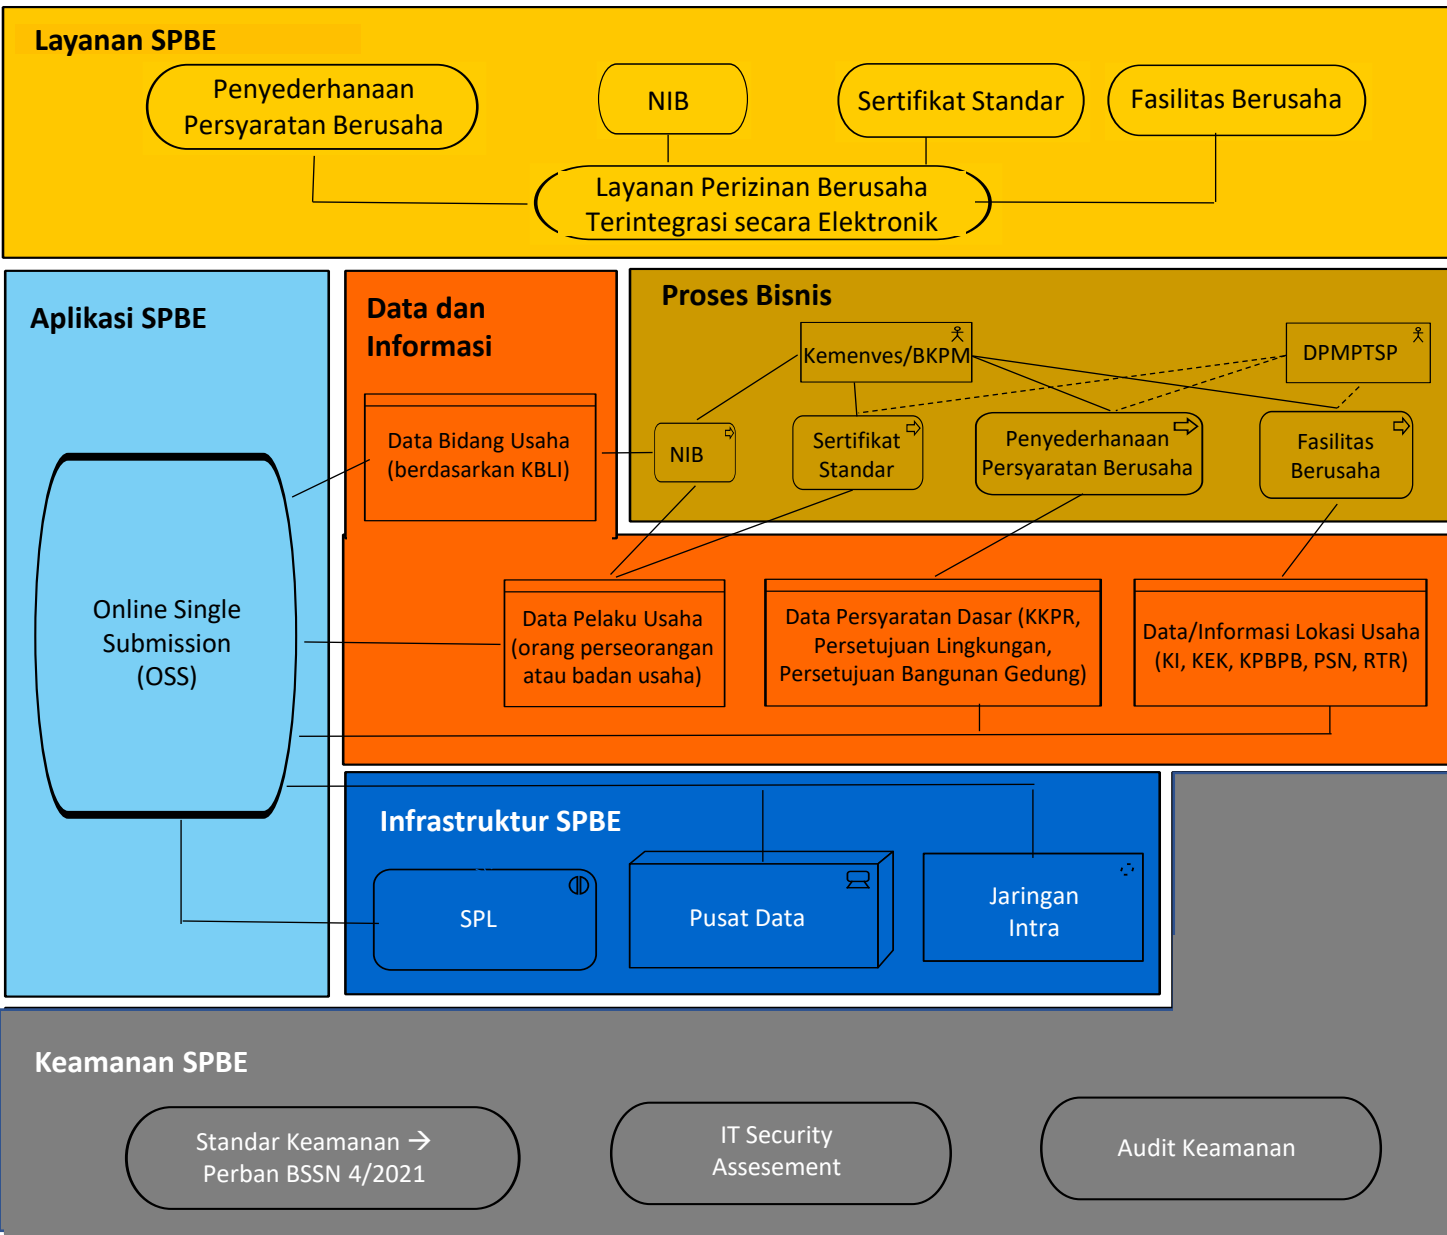 Layanan SPBE
Penyederhanaan
Persyaratan Berusaha
NIB
Sertifikat Standar
Fasilitas Berusaha
Layanan Perizinan Berusaha
Terintegrasi secara Elektronik
Aplikasi SPBE
Online Single
Submission
(OSS)
Data dan
Informasi
Data Bidang Usaha
(berdasarkan KBLI)
Proses Bisnis
Kemenves/BKPM
DPMPTSP
NIB
Sertifikat
Standar
Penyederhanaan
Persyaratan Berusaha
Fasilitas
Berusaha
Data Pelaku Usaha
(orang perseorangan
atau badan usaha)
Data Persyaratan Dasar (KKPR,
Persetujuan Lingkungan,
Persetujuan Bangunan Gedung)
Data/Informasi Lokasi Usaha
(KI, KEK, KPBPB, PSN, RTR)
Infrastruktur SPBE
SPL
Pusat Data
Jaringan
Intra
Keamanan SPBE
Standar Keamanan →
Perban BSSN 4/2021
IT Security
Assesement
Audit Keamanan